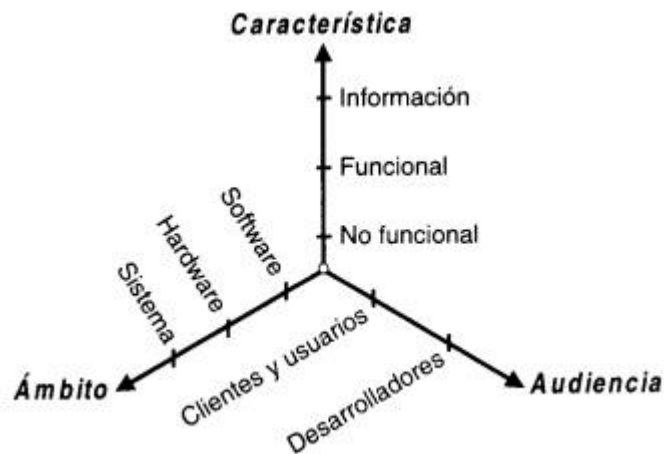 Característica
Información
Funcional
No funcional
Software
Hardware
Sistema
Ámbito
Clientes y usuarios
Desarrolladores
Audiencia